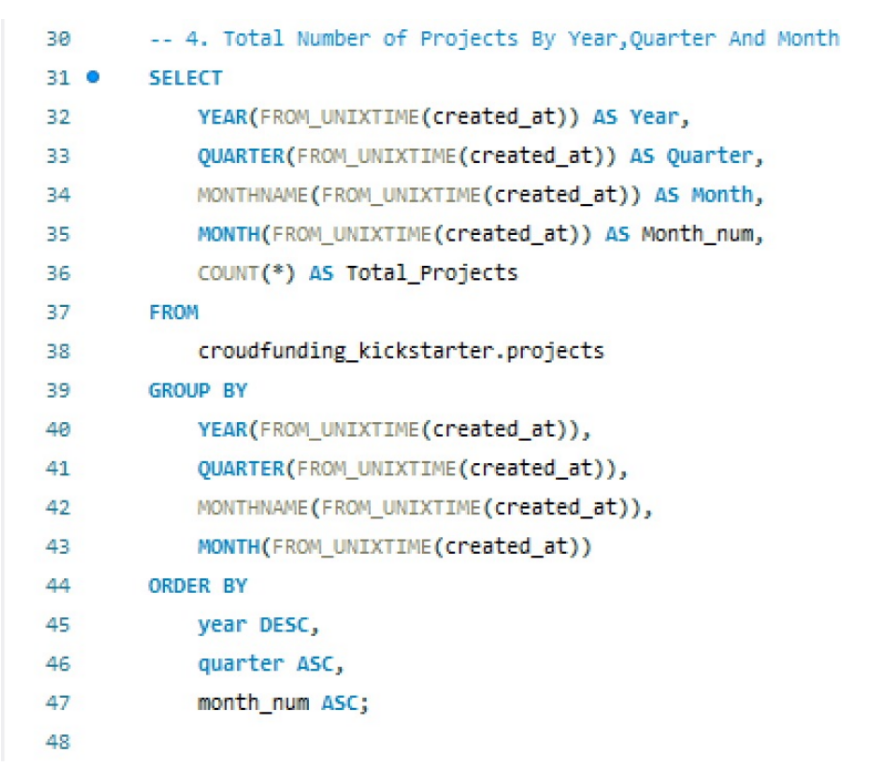 30 -- 4. Total Number of Projects By Year,Quarter And Month
31 SELECT
32 YEAR(FROM_UNIXTIME(created_at)) AS Year,
33 QUARTER(FROM_UNIXTIME(created_at)) AS Quarter,
34 MONTHNAME(FROM_UNIXTIME(created_at)) AS Month,
35 MONTH(FROM_UNIXTIME(created_at)) AS Month_num,
36 COUNT(*) AS Total_Projects
37 FROM
38 croudfunding_kickstarter.projects
39 GROUP BY
40 YEAR(FROM_UNIXTIME(created_at)),
41 QUARTER(FROM_UNIXTIME(created_at)),
42 MONTHNAME(FROM_UNIXTIME(created_at)),
43 MONTH(FROM_UNIXTIME(created_at))
44 ORDER BY
45 year DESC,
46 quarter ASC,
47 month_num ASC;
48